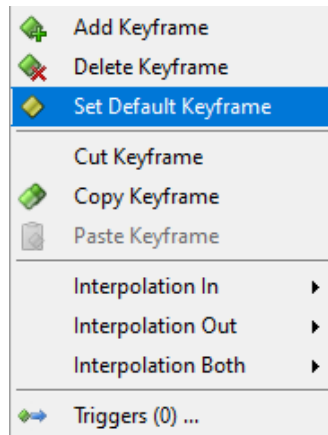 Add Keyframe
Delete Keyframe
Set Default Keyframe
Cut Keyframe
Copy Keyframe
Paste Keyframe
Interpolation In
Interpolation Out
Interpolation Both
Triggers (0) ...